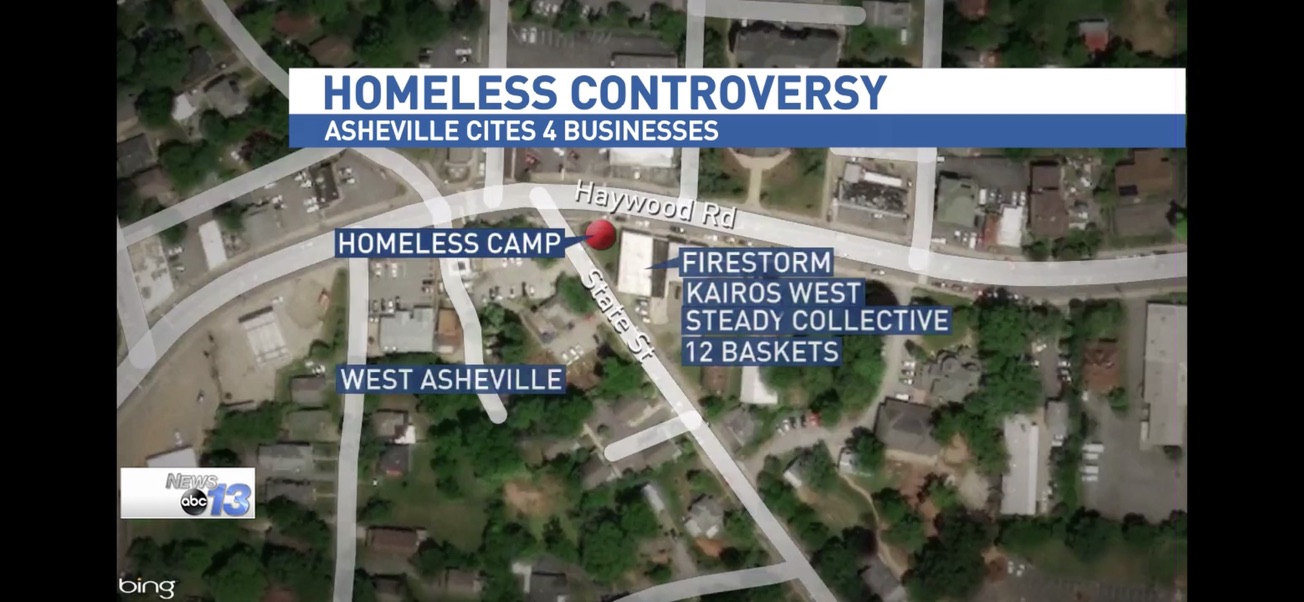 HOMELESS CONTROVERSY
ASHEVILLE CITES 4 BUSINESSES
Haywood Rd
HOMELESS CAMP
FIRESTORM
KAIROS WEST
STEADY COLLECTIVE
12 BASKETS
State St
WEST ASHEVILLE
NEWS
abc 13
bing